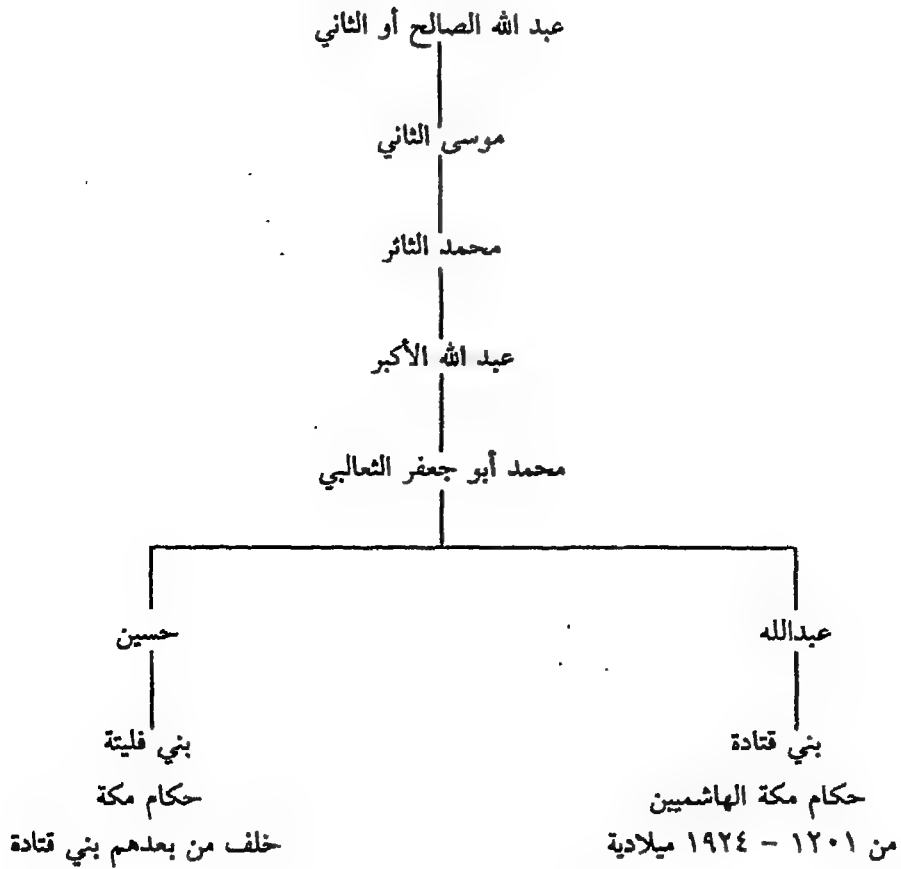 عبد الله الصالح أو الثاني
موسى الثاني
محمد الثائر
عبد الله الأكبر
محمد أبو جعفر الثعالبي
عبدالله
حسين
بني قتادة
بني فليتة
حكام مكة الهاشميين
حكام مكة
من ١٢٠١ - ١٩٢٤ ميلادية
خلف من بعدهم بني قتادة